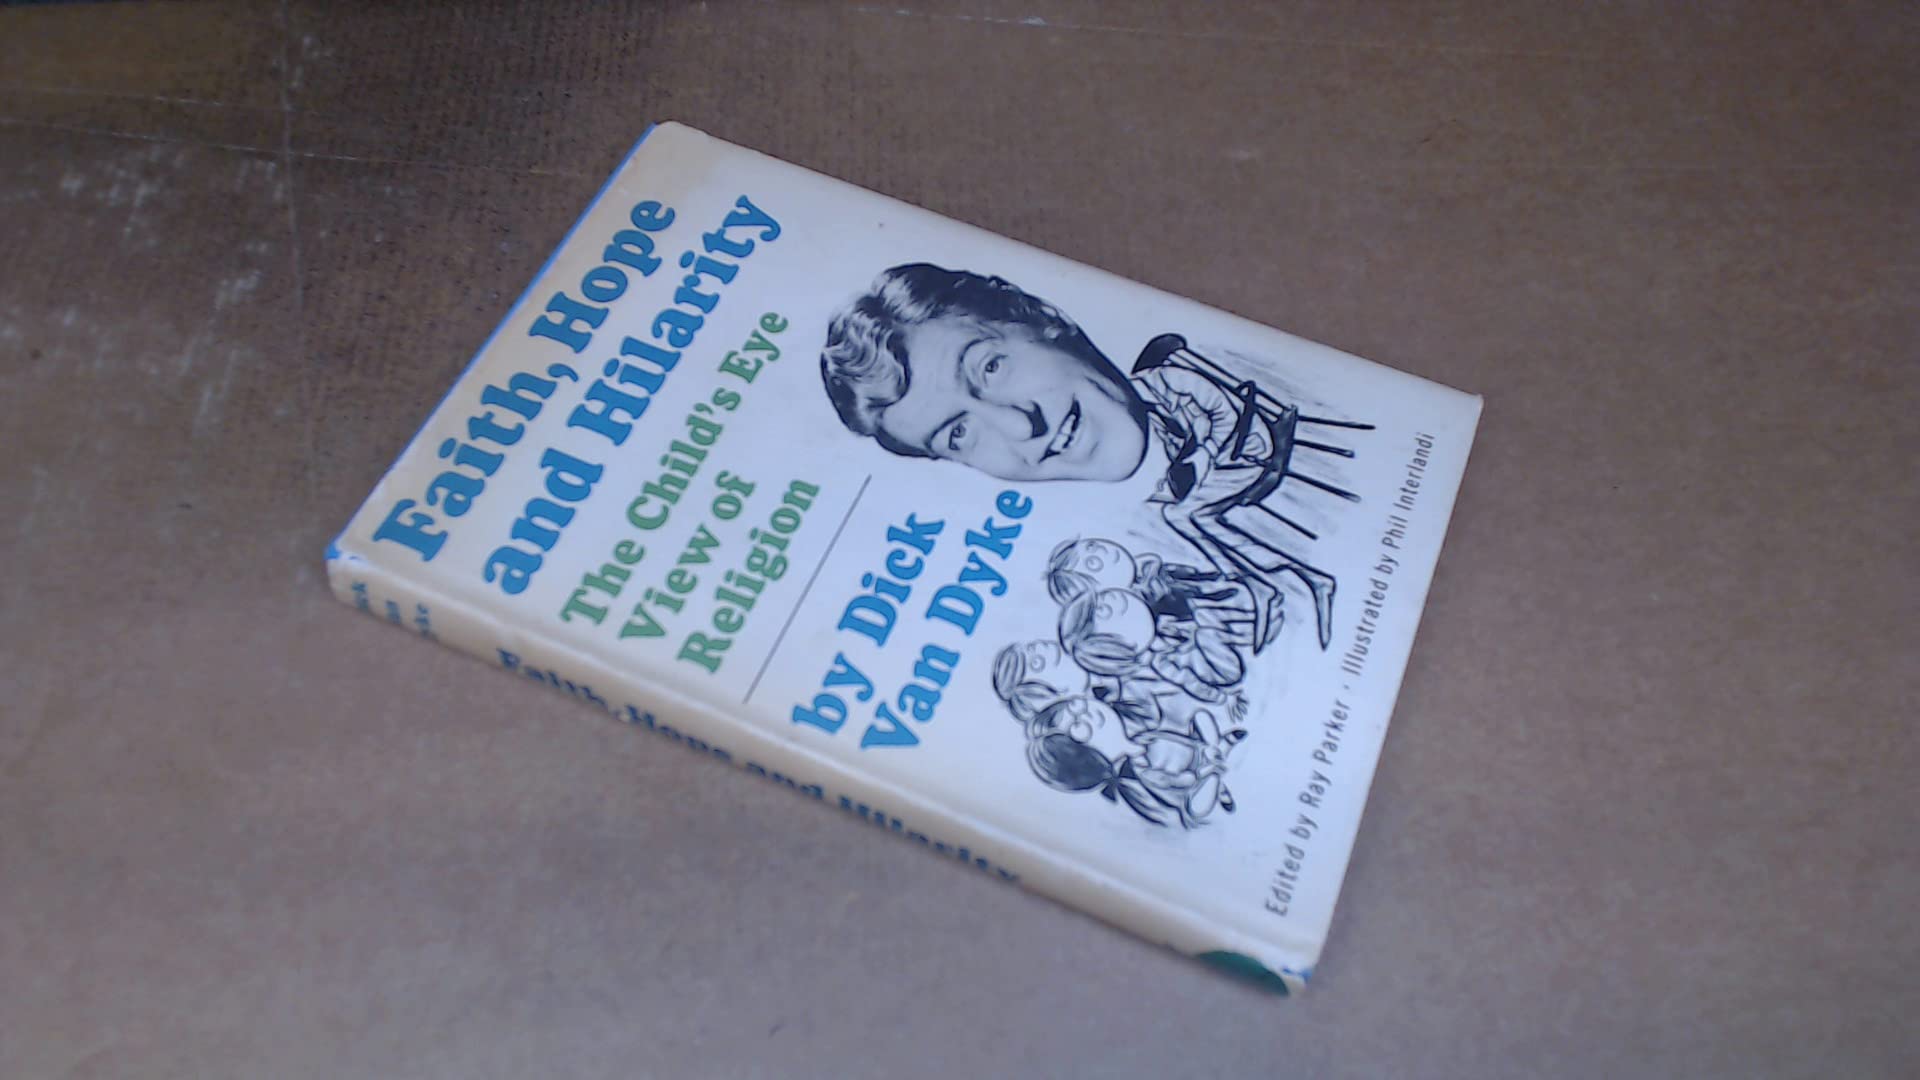 Faith, Hope
and Hilarity
The Child's Eye
View of
Religion
by Dick
Van Dyke
Edited by Ray Parker · Illustrated by Phil Interlandi
Faith, Hope and Hilarity